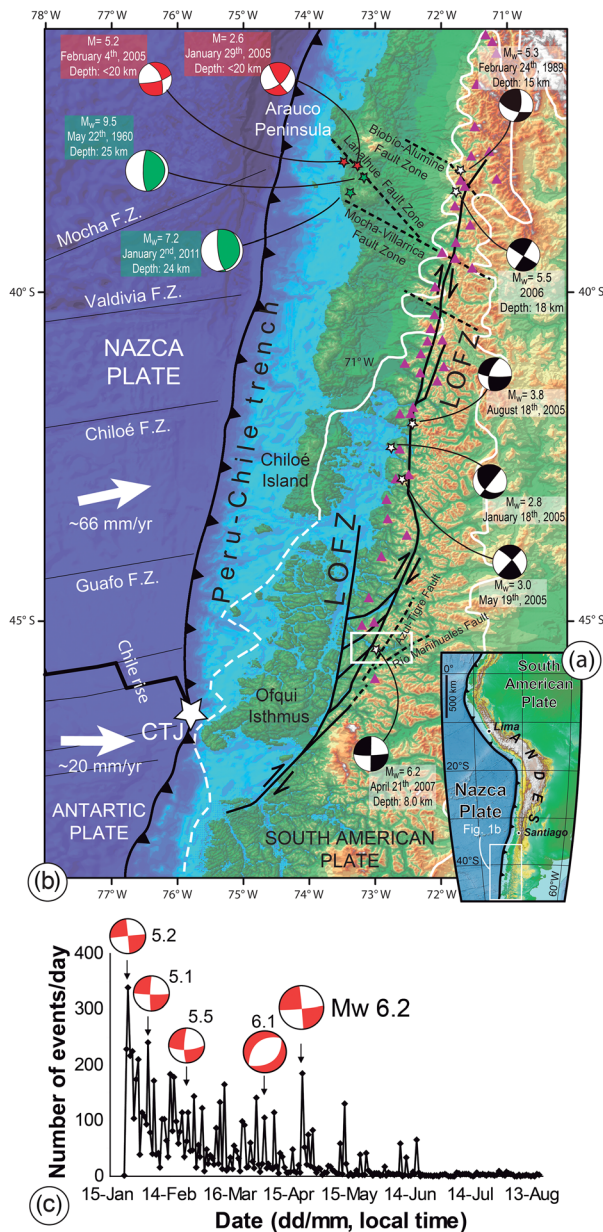 M= 5.2
February 4th, 2005
Depth: <20 km
M= 2.6
January 29th, 2005
Depth: <20 km
Mw= 5.3
February 24th, 1989
Depth: 15 km
Arauco
Peninsula
Mw= 9.5
May 22th, 1960
Depth: 25 km
Biobio-Alumine
Fault Zone
Lanalhue Fault Zone
Mocha F.Z.
Mocha-Villarrica
Fault Zone
Mw= 7.2
January 2nd, 2011
Depth: 24 km
Mw= 5.5
2006
Depth: 18 km
40°S
40°S
Valdivia F.Z.
NAZCA
PLATE
71° W
LOFZ
Mw= 3.8
August 18th, 2005
Peru-Chile trench
Chiloé F.Z.
Chiloé
Island
~66 mm/yr
Mw= 2.8
January 18th, 2005
LOFZ
Mw= 3.0
May 19th, 2005
Guafo F.Z.
45°S
45°S
Azul-Tigre Fault
Rio Mañihuales Fault
(a)
Chile rise
CTJ
Ofqui
Isthmus
~20 mm/yr
Mw= 6.2
April 21th, 2007
Depth: 8.0 km
ANTARTIC
PLATE
SOUTH AMERICAN
PLATE
0°
500 km
South
American
Plate
Lima
ANDES
20°S
20°S
Nazca
Plate
Fig. 1b
Santiago
40°S
60°W
(b)
77°W
76°W
75°W
74°W
73°W
72°W
71°W
Number of events/day
400
300
200
100
0
5.2
5.1
5.5
6.1
Mw 6.2
15-Jan
14-Feb
16-Mar
15-Apr
15-May
14-Jun
14-Jul
13-Aug
(c)
Date (dd/mm, local time)